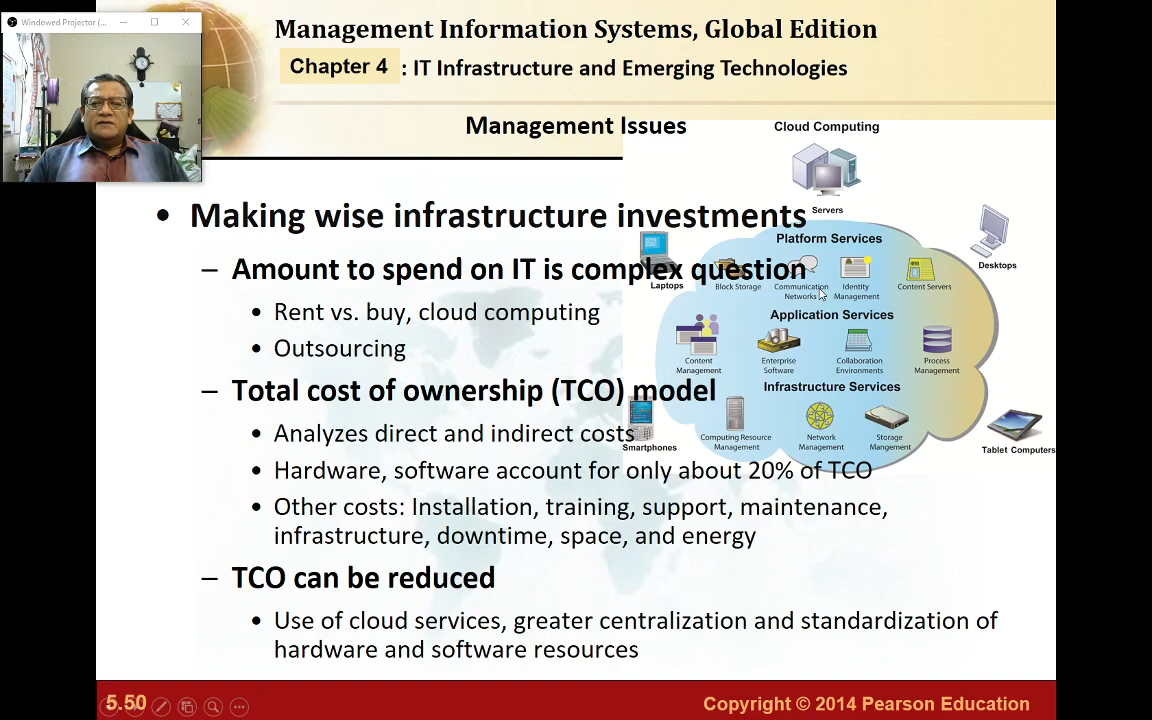 Windowed Projector (...
Management Information Systems, Global Edition
Chapter 4 : IT Infrastructure and Emerging Technologies
Management Issues
Cloud Computing
Servers
• Making wise infrastructure investments
Platform Services
Laptops
Desktops
– Amount to spend on IT is complex question
Block Storage
Communication
Networks
Identity
Management
Content Servers
• Rent vs. buy, cloud computing
Application Services
• Outsourcing
Content
Management
Enterprise
Software
Collaboration
Environments
Process
Management
– Total cost of ownership (TCO) model
Infrastructure Services
• Analyzes direct and indirect costs
Smartphones
Computing Resource
Management
Network
Management
Storage
Mangement
Tablet Computers
• Hardware, software account for only about 20% of TCO
• Other costs: Installation, training, support, maintenance,
infrastructure, downtime, space, and energy
– TCO can be reduced
• Use of cloud services, greater centralization and standardization of
hardware and software resources
5.50
Copyright © 2014 Pearson Education